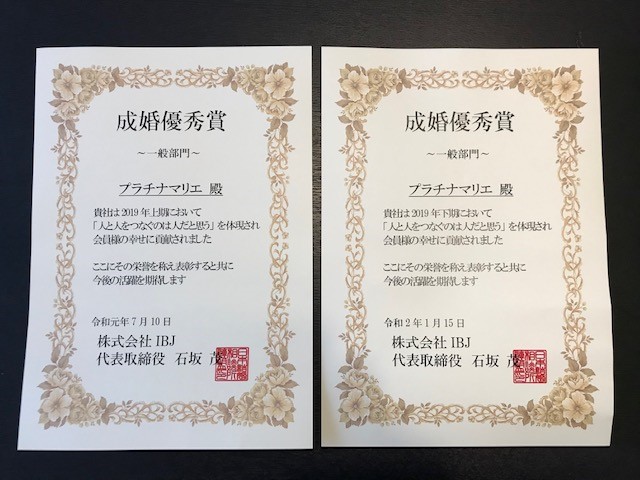 成婚優秀賞
～一般部門～
プラチナマリエ 殿
貴社は2019年上期において
「人と人をつなぐのは人だと思う」を体現され
会員様の幸せに貢献されました
ここにその栄誉を称え表彰すると共に
今後の活躍を期待します
令和元年7月10日
株式会社IBJ
代表取締役 石坂 茂
成婚優秀賞
～一般部門～
プラチナマリエ 殿
貴社は2019年下期において
「人と人をつなぐのは人だと思う」を体現され
会員様の幸せに貢献されました
ここにその栄誉を称え表彰すると共に
今後の活躍を期待します
令和2年1月15日
株式会社IBJ
代表取締役 石坂 茂